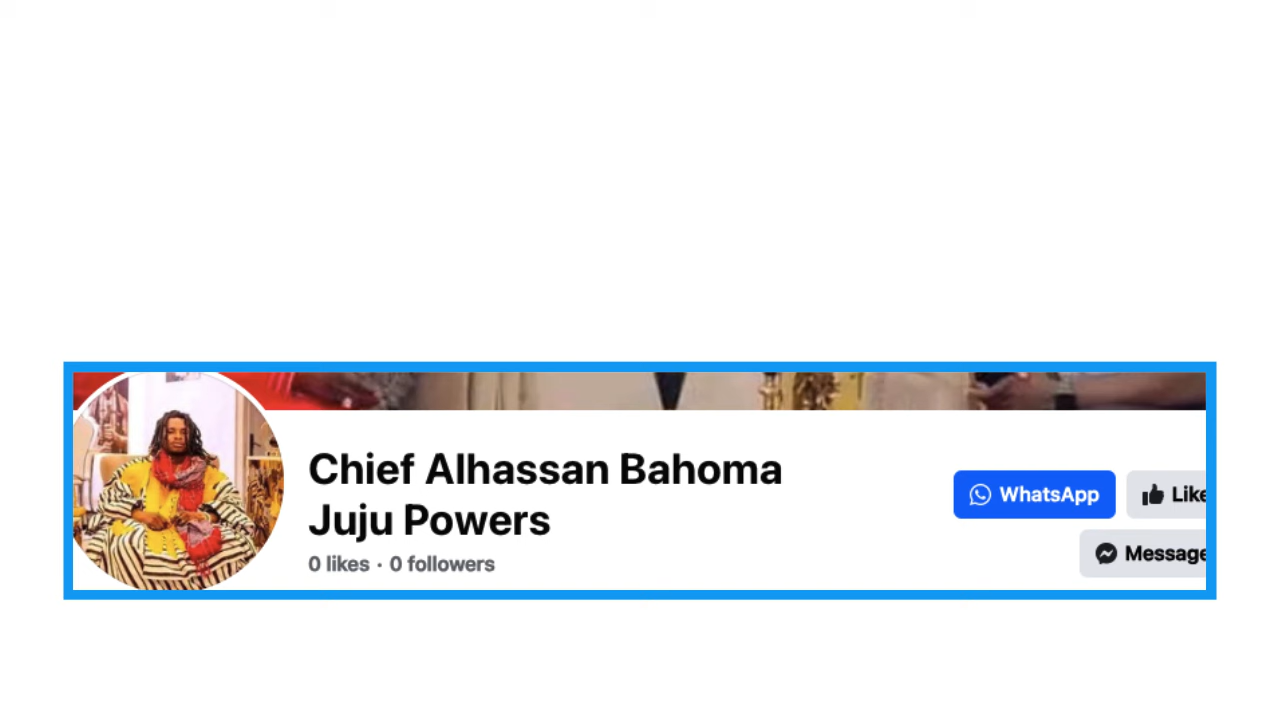 Chief Alhassan Bahoma
Juju Powers
0 likes · 0 followers
WhatsApp
Like
Message